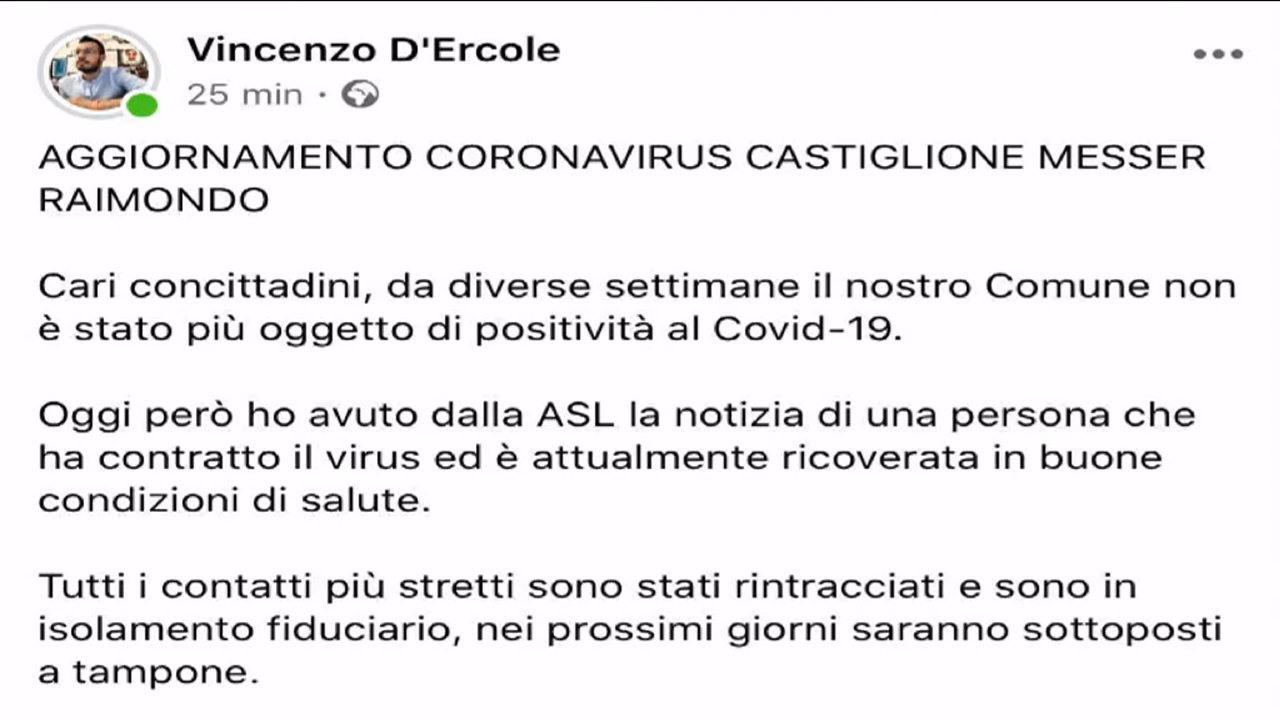 Vincenzo D'Ercole
25 min ·
AGGIORNAMENTO CORONAVIRUS CASTIGLIONE MESSER
RAIMONDO
Cari concittadini, da diverse settimane il nostro Comune non
è stato più oggetto di positività al Covid-19.
Oggi però ho avuto dalla ASL la notizia di una persona che
ha contratto il virus ed è attualmente ricoverata in buone
condizioni di salute.
Tutti i contatti più stretti sono stati rintracciati e sono in
isolamento fiduciario, nei prossimi giorni saranno sottoposti
a tampone.